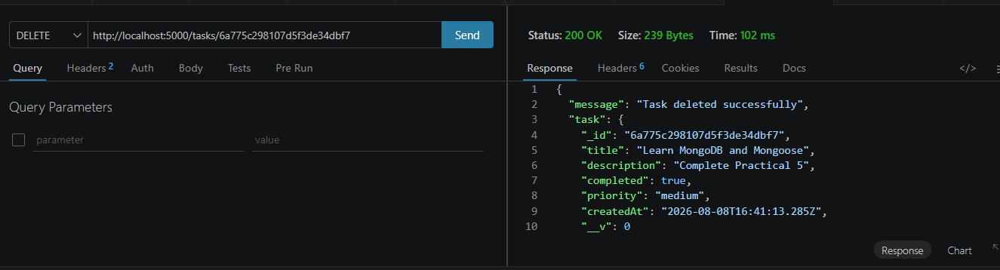 DELETE http://localhost:5000/tasks/6a775c298107d5f3de34dbf7 Send
Query Headers 2 Auth Body Tests Pre Run
Query Parameters
parameter value
Status: 200 OK Size: 239 Bytes Time: 102 ms
Response Headers 6 Cookies Results Docs </>
1 {
2 "message": "Task deleted successfully",
3 "task": {
4 "_id": "6a775c298107d5f3de34dbf7",
5 "title": "Learn MongoDB and Mongoose",
6 "description": "Complete Practical 5",
7 "completed": true,
8 "priority": "medium",
9 "createdAt": "2026-08-08T16:41:13.285Z",
10 "__v": 0
Response Chart